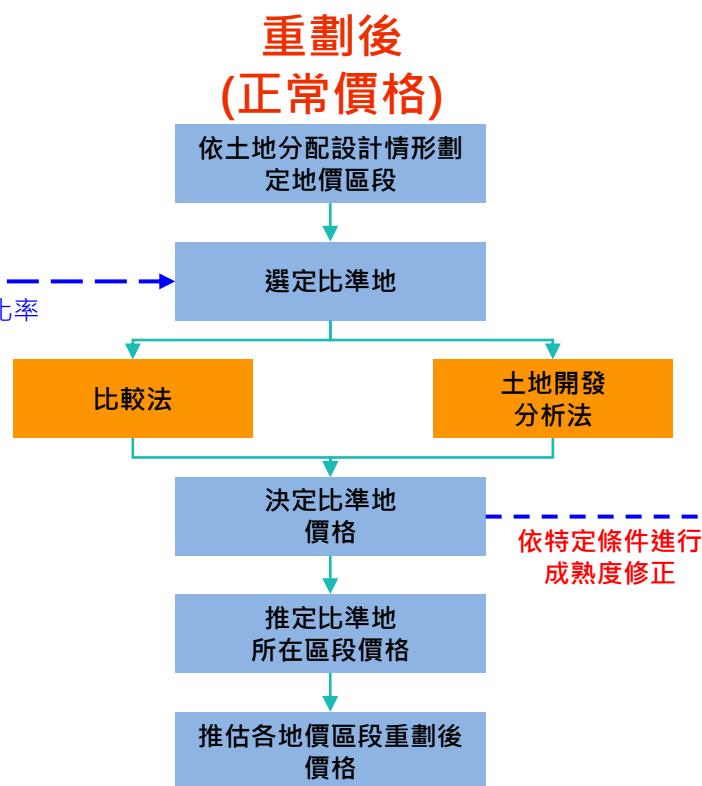 重劃後
(正常價格)
依土地分配設計情形劃
定地價區段
選定比準地
比率
比較法
土地開發
分析法
決定比準地
價格
依特定條件進行
成熟度修正
推定比準地
所在區段價格
推估各地價區段重劃後
價格